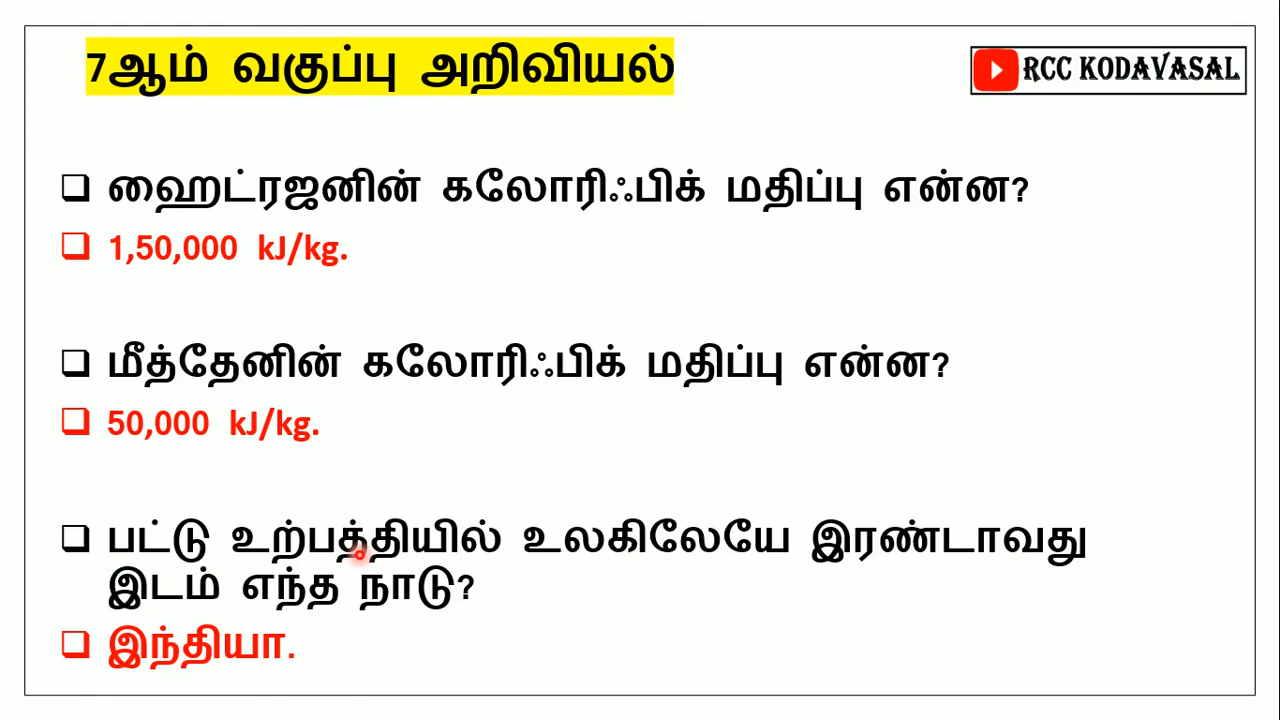 7ஆம் வகுப்பு அறிவியல்
RCC KODAVASAL
ஹைட்ரஜனின் கலோரிஃபிக் மதிப்பு என்ன?
1,50,000 kJ/kg.
மீத்தேனின் கலோரிஃபிக் மதிப்பு என்ன?
50,000 kJ/kg.
பட்டு உற்பத்தியில் உலகிலேயே இரண்டாவது
இடம் எந்த நாடு?
இந்தியா.